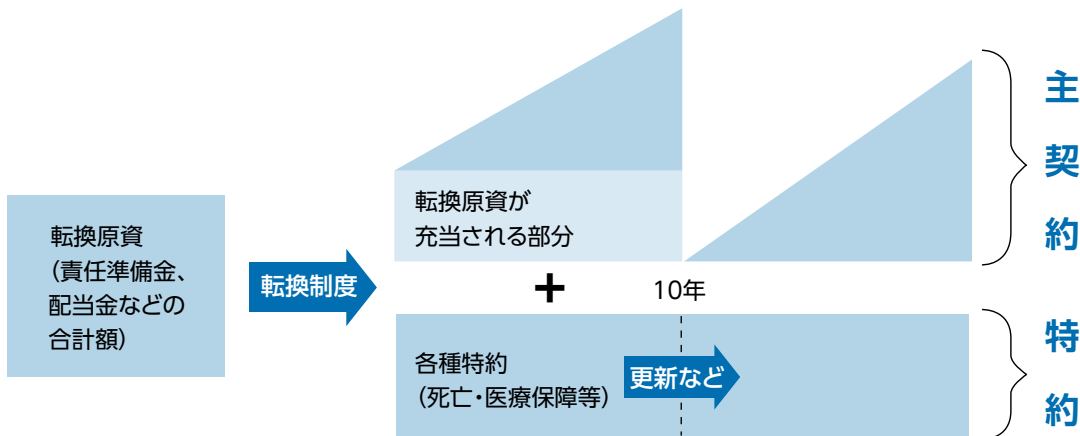 転換原資
（責任準備金、
配当金などの
合計額）
転換制度
転換原資が
充当される部分
+
10年
各種特約
（死亡・医療保障等）
更新など
主
契
約
特
約